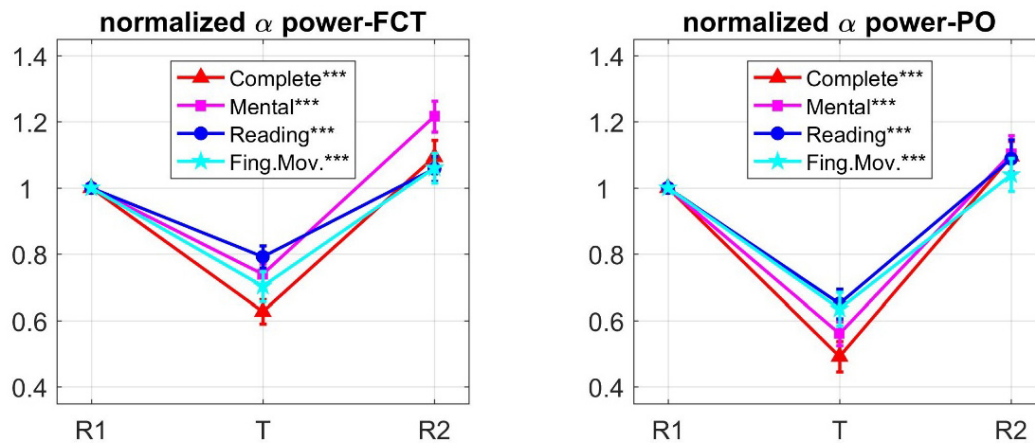 normalized α power-FCT
1.4
1.2
1
0.8
0.6
0.4
R1 T R2
Complete***
Mental***
Reading***
Fing.Mov.***
normalized α power-PO
1.4
1.2
1
0.8
0.6
0.4
R1 T R2
Complete***
Mental***
Reading***
Fing.Mov.***